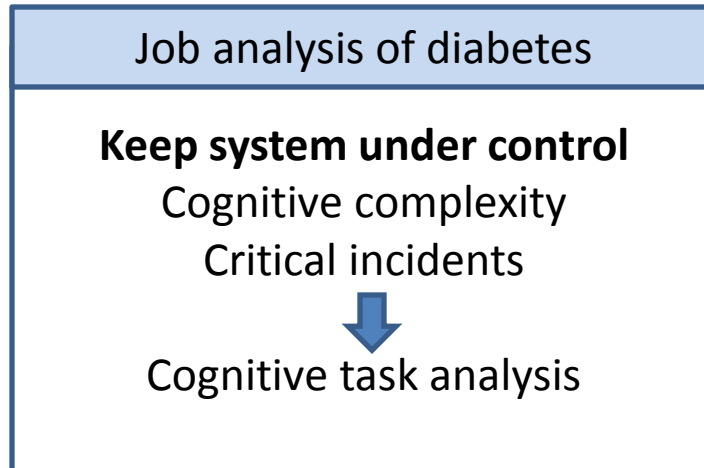 Job analysis of diabetes
Keep system under control
Cognitive complexity
Critical incidents
Cognitive task analysis